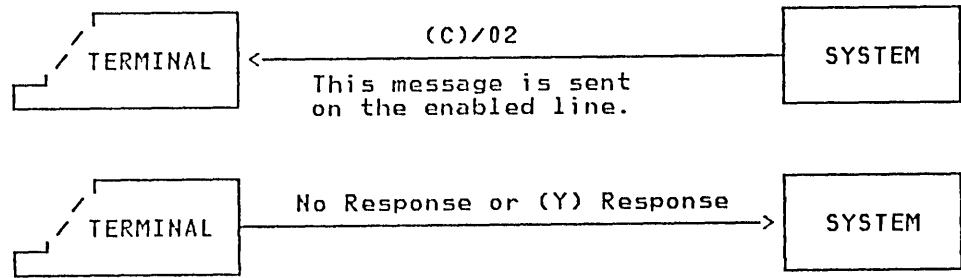 (C)/02
TERMINAL
SYSTEM
This message is sent
on the enabled line.
No Response or (Y) Response
TERMINAL
SYSTEM